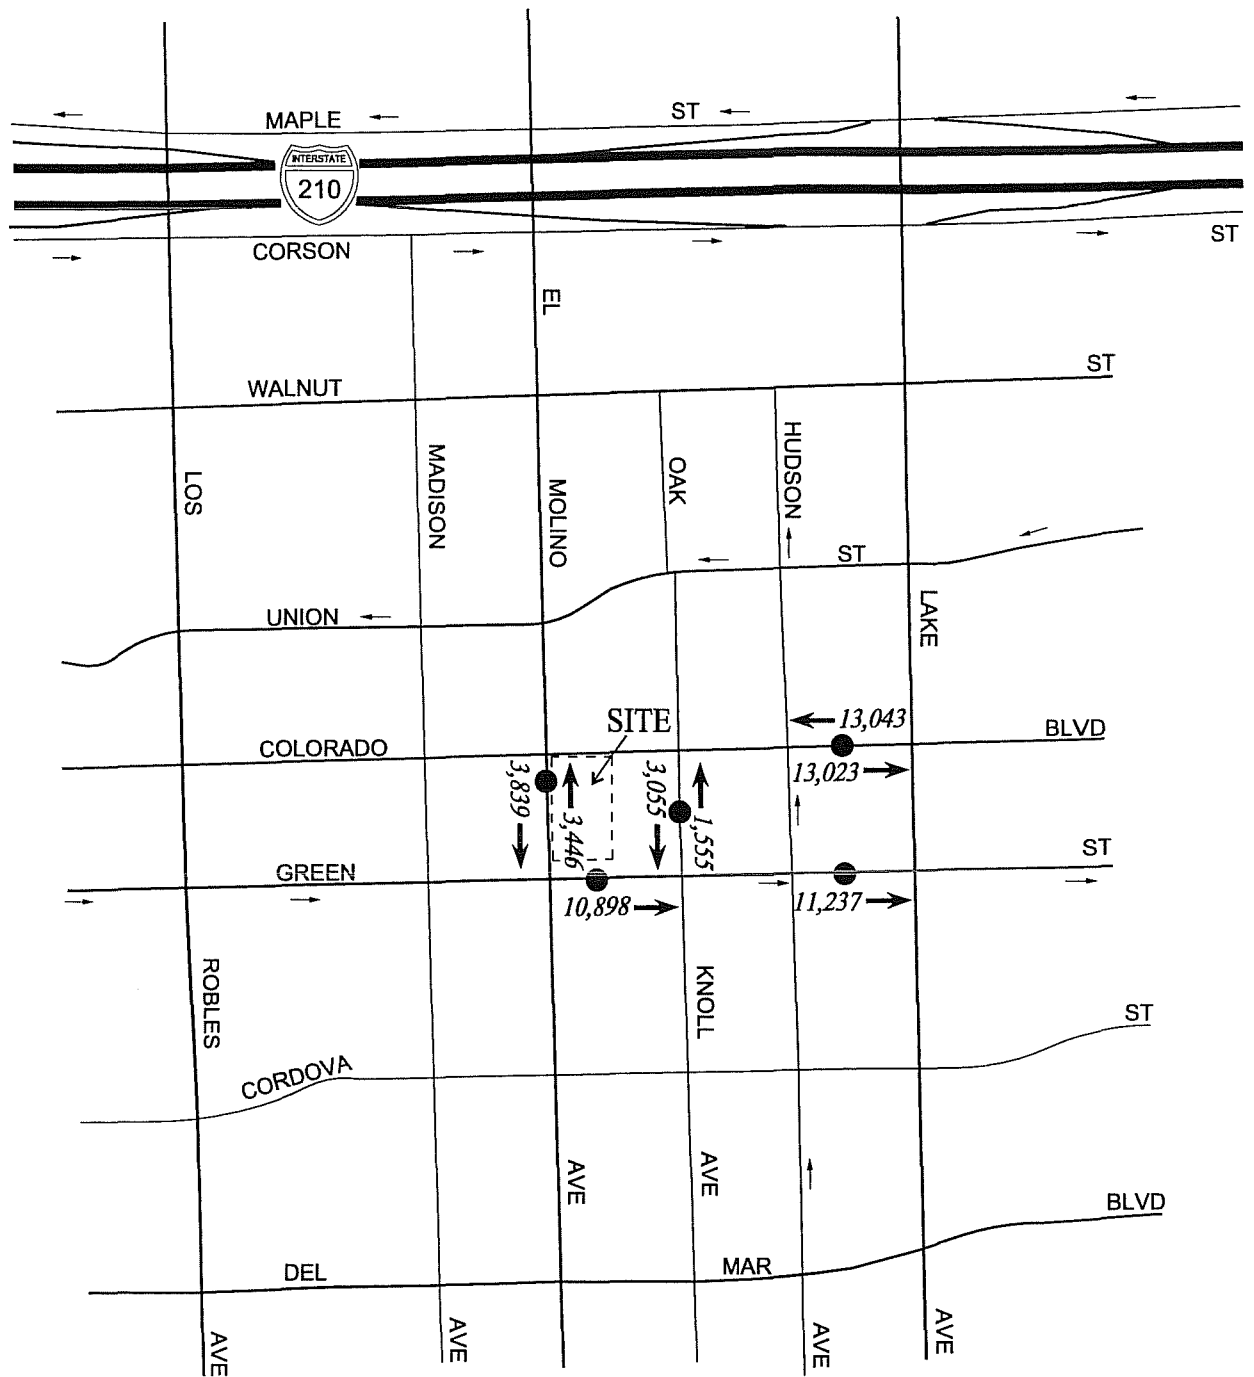 MAPLE
ST
INTERSTATE
210
CORSON
ST
EL
WALNUT
ST
LOS
MADISON
MOLINO
OAK
HUDSON
ST
UNION
LAKE
SITE
13,043
COLORADO
BLVD
3,839
3,446
3,055
1,555
13,023
GREEN
ST
10,898
11,237
ROBLES
KNOLL
ST
CORDOVA
AVE
AVE
BLVD
DEL
MAR
AVE
AVE
AVE
AVE